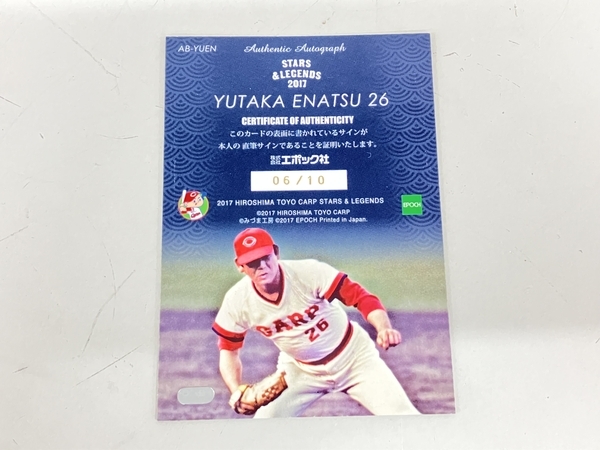 AB-YUEN
Authentic Autograph
STARS
& LEGENDS
2017
YUTAKA ENATSU 26
CERTIFICATE OF AUTHENTICITY
このカードの表面に書かれているサインが
本人の 直筆サインであることを証明いたします。
株式会社エポック社
06/10
2017 HIROSHIMA TOYO CARP STARS & LEGENDS
EPOCH
©2017 HIROSHIMA TOYO CARP
©みづま工房 ©2017 EPOCH Printed in Japan.
CARP
26